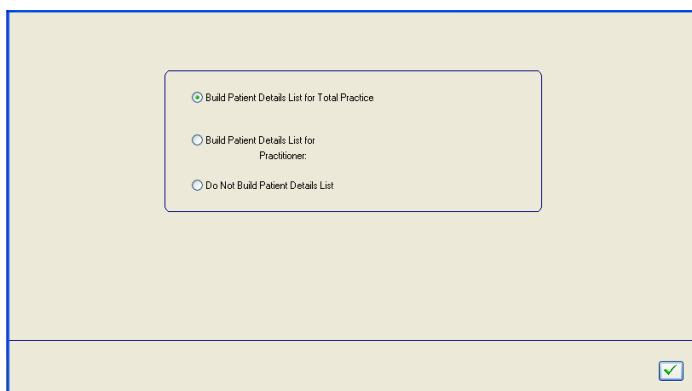 Build Patient Details List for Total Practice
Build Patient Details List for
Practitioner:
Do Not Build Patient Details List